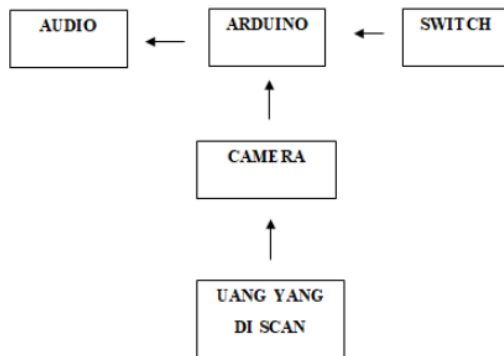 AUDIO
ARDUINO
SWITCH
CAMERA
UANG YANG
DI SCAN